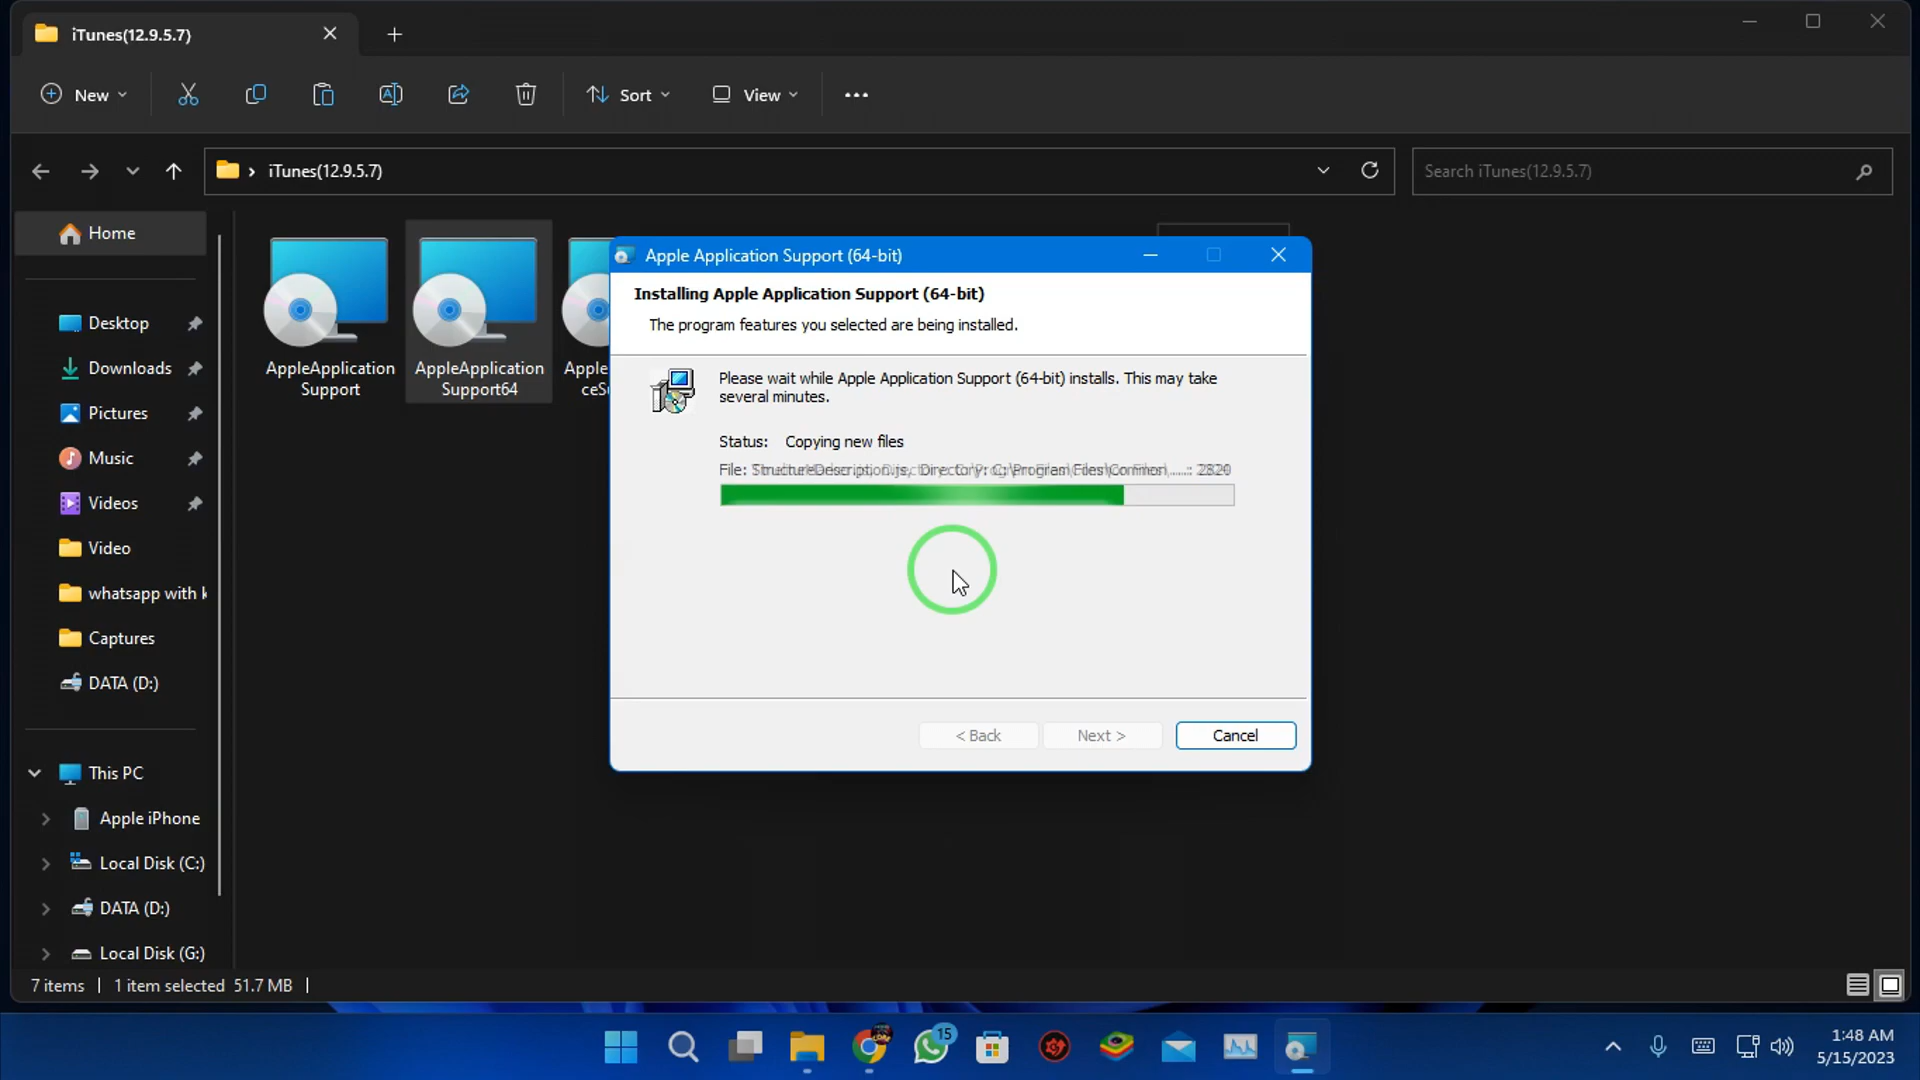 iTunes(12.9.5.7)
New
Sort
View
iTunes(12.9.5.7)
Search iTunes(12.9.5.7)
Home
Desktop
Downloads
Pictures
Music
Videos
Video
whatsapp with k
Captures
DATA (D:)
This PC
Apple iPhone
Local Disk (C:)
DATA (D:)
Local Disk (G:)
AppleApplication
Support
AppleApplication
Support64
Apple
ceSu
Apple Application Support (64-bit)
Installing Apple Application Support (64-bit)
The program features you selected are being installed.
Please wait while Apple Application Support (64-bit) installs. This may take
several minutes.
Status: Copying new files
File:
< Back
Next >
Cancel
7 items
1 item selected 51.7 MB
15
1:48 AM
5/15/2023